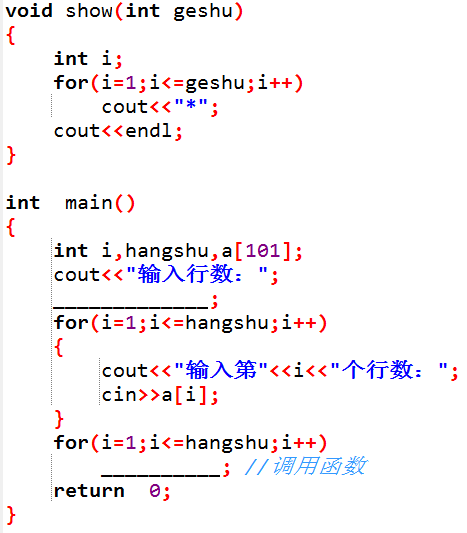 void show(int geshu)
{
    int i;
    for(i=1;i<=geshu;i++)
        cout<<"*";
    cout<<endl;
}

int  main()
{
    int i,hangshu,a[101];
    cout<<"输入行数: ";
    _____________;
    for(i=1;i<=hangshu;i++)
    {
        cout<<"输入第"<<i<<"个行数: ";
        cin>>a[i];
    }
    for(i=1;i<=hangshu;i++)
        __________; //调用函数
    return  0;
}